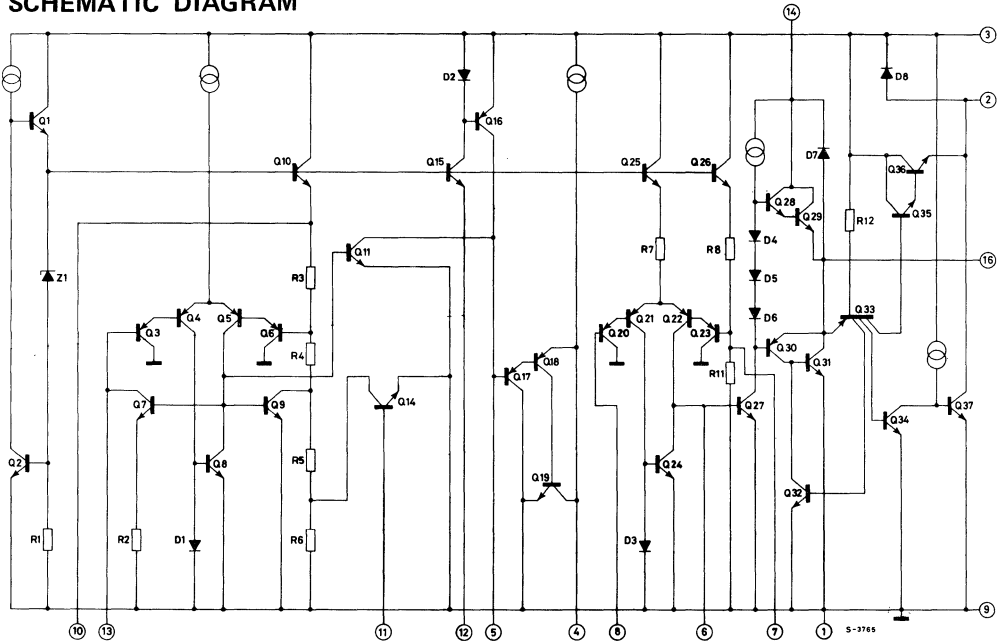 SCHEMATIC DIAGRAM
14
3
D2
D8
2
Q1
Q16
Q10
Q15
Q25
Q26
D7
Q36
Q28
Q29
R12
Q35
Q11
R7
R8
D4
16
Z1
R3
D5
Q3
Q4
Q5
Q6
Q20
Q21
Q22
Q23
D6
Q33
R4
Q18
Q30
Q17
R11
Q31
Q7
Q9
Q14
Q27
Q34
Q37
Q2
Q8
R5
Q19
Q24
Q32
R1
R2
D1
R6
D3
9
10
13
11
12
5
4
8
6
7
1
S-3765